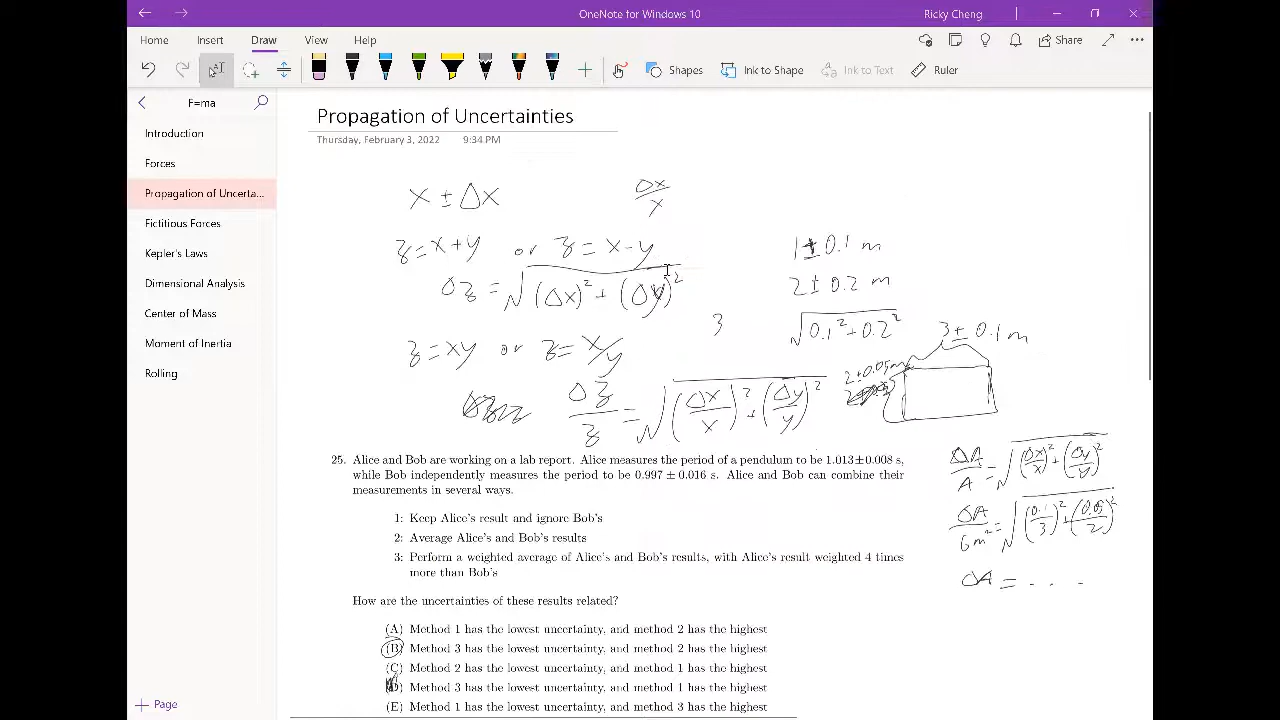 OneNote for Windows 10
Ricky Cheng
Home Insert Draw View Help
Share
Shapes Ink to Shape Ink to Text Ruler
F=ma
Introduction
Forces
Propagation of Uncerta...
Fictitious Forces
Kepler's Laws
Dimensional Analysis
Center of Mass
Moment of Inertia
Rolling
Page
Propagation of Uncertainties
Thursday, February 3, 2022 9:34 PM
x ± Δx
Δx/x
z = x+y or z = x-y
Δz = √((Δx)² + (Δy)²)
z = xy or z = x/y
Δz/z = √((Δx/x)² + (Δy/y)²)
1 ± 0.1 m
2 ± 0.2 m
3 √(0.1² + 0.2²)
3 ± 0.1 m
2 ± 0.05 m
ΔA/A = √((Δx/x)² + (Δy/y)²)
ΔA/6m² = √((0.1/3)² + (0.05/2)²)
ΔA = . . .
25. Alice and Bob are working on a lab report. Alice measures the period of a pendulum to be 1.013 ± 0.008 s,
while Bob independently measures the period to be 0.997 ± 0.016 s. Alice and Bob can combine their
measurements in several ways.
1: Keep Alice's result and ignore Bob's
2: Average Alice's and Bob's results
3: Perform a weighted average of Alice's and Bob's results, with Alice's result weighted 4 times
more than Bob's
How are the uncertainties of these results related?
(A) Method 1 has the lowest uncertainty, and method 2 has the highest
(B) Method 3 has the lowest uncertainty, and method 2 has the highest
(C) Method 2 has the lowest uncertainty, and method 1 has the highest
(D) Method 3 has the lowest uncertainty, and method 1 has the highest
(E) Method 1 has the lowest uncertainty, and method 3 has the highest